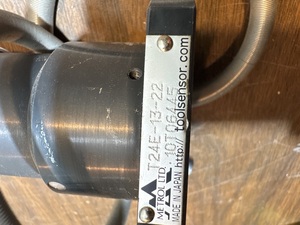 T24E-13-22
METROL LTD.
MADE IN JAPAN http://toolsensor.com